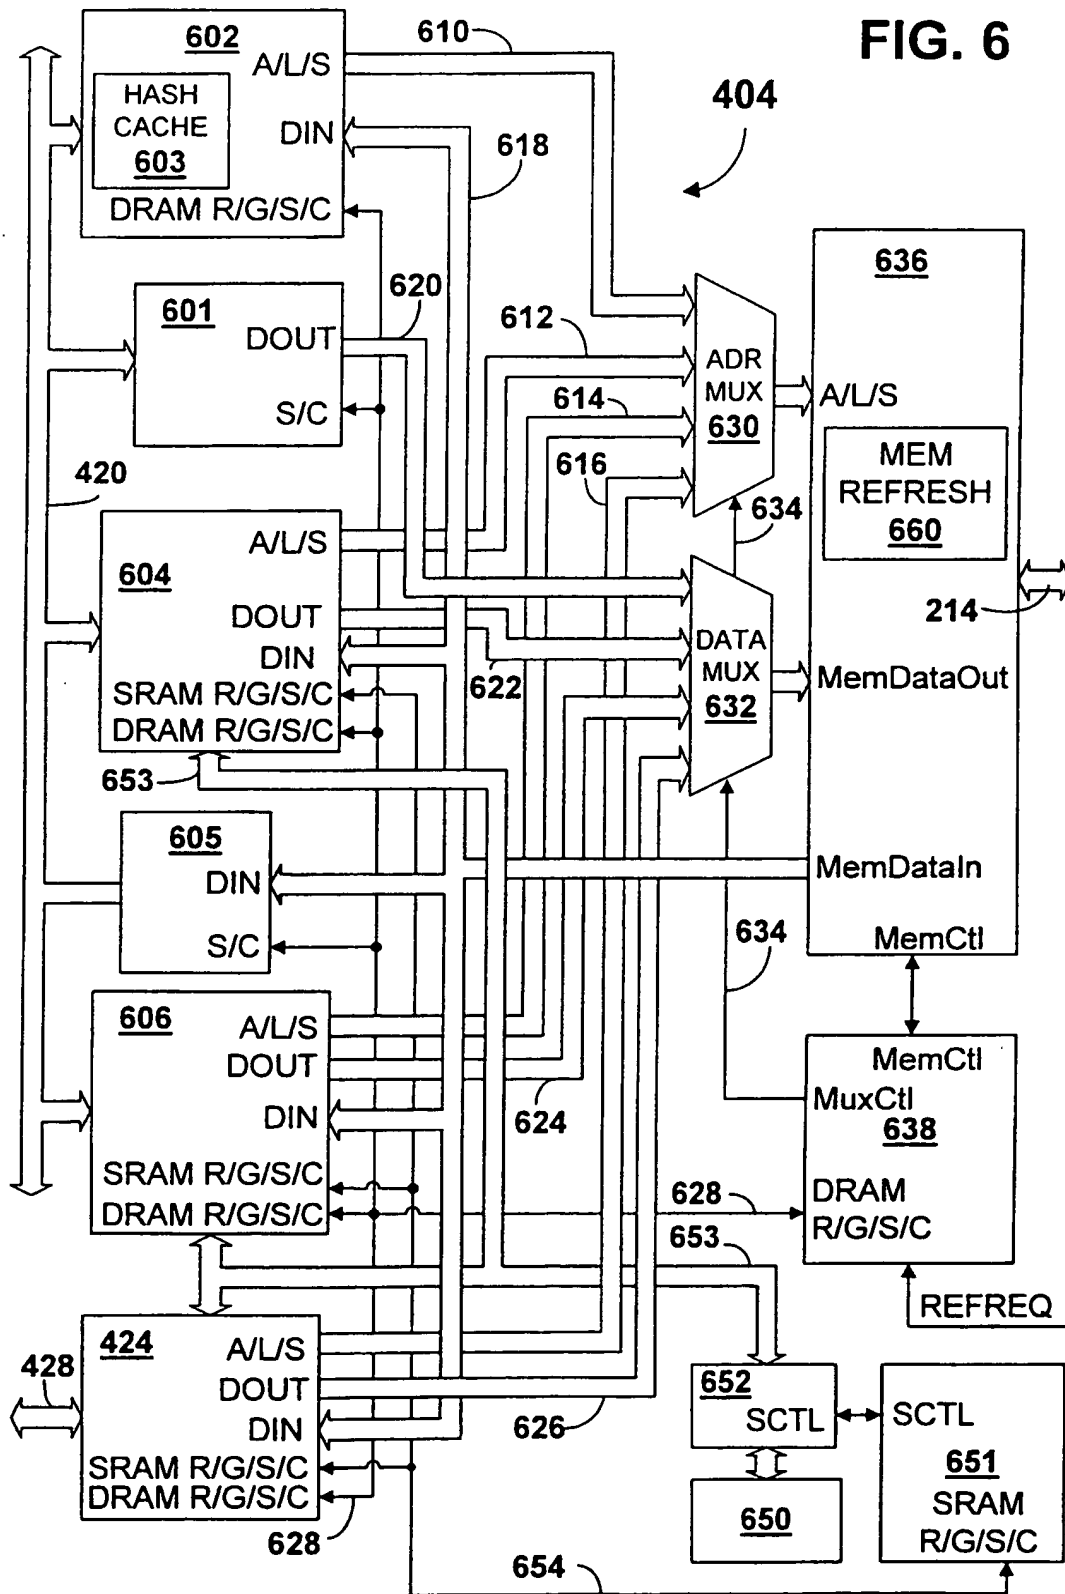 FIG. 6
404
602
A/L/S
HASH
CACHE
603
DIN
DRAM R/G/S/C
610
618
601
DOUT
S/C
620
612
614
616
420
604
A/L/S
DOUT
DIN
SRAM R/G/S/C
DRAM R/G/S/C
622
653
ADR
MUX
630
634
DATA
MUX
632
636
A/L/S
MEM
REFRESH
660
214
MemDataOut
MemDataIn
MemCtl
605
DIN
S/C
634
606
A/L/S
DOUT
DIN
SRAM R/G/S/C
DRAM R/G/S/C
624
MemCtl
MuxCtl
638
DRAM
R/G/S/C
628
653
REFREQ
424
A/L/S
DOUT
DIN
SRAM R/G/S/C
DRAM R/G/S/C
428
626
628
652
SCTL
650
SCTL
651
SRAM
R/G/S/C
654